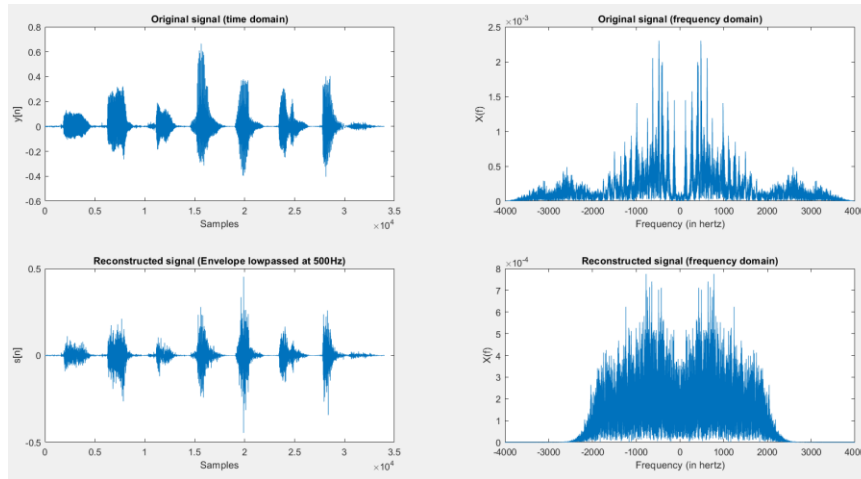 Original signal (time domain)
0.8
0.6
0.4
0.2
0
-0.2
-0.4
-0.6
y[n]
0 0.5 1 1.5 2 2.5 3 3.5
Samples
×10^4
Original signal (frequency domain)
×10^-3
2.5
2
1.5
1
0.5
0
X(f)
-4000 -3000 -2000 -1000 0 1000 2000 3000 4000
Frequency (in hertz)
Reconstructed signal (Envelope lowpassed at 500Hz)
0.5
0
-0.5
s[n]
0 0.5 1 1.5 2 2.5 3 3.5
Samples
×10^4
Reconstructed signal (frequency domain)
×10^-4
8
7
6
5
4
3
2
1
0
X(f)
-4000 -3000 -2000 -1000 0 1000 2000 3000 4000
Frequency (in hertz)